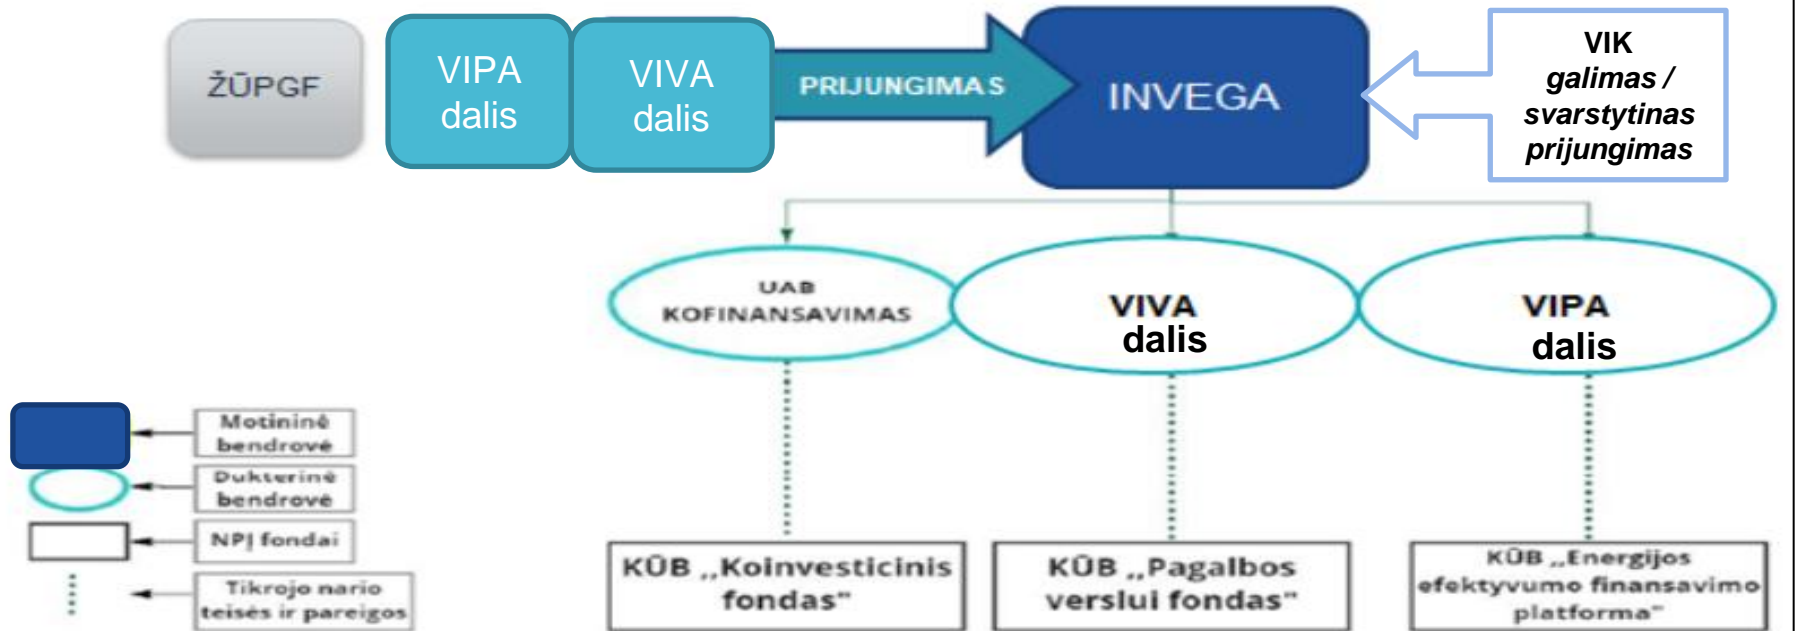 ŽŪPGF
VIPA
dalis
VIVA
dalis
PRIJUNGIMAS
INVEGA
VIK
galimas /
svarstytinas
prijungimas
UAB
KOFINANSAVIMAS
VIVA
dalis
VIPA
dalis
Motininė
bendrovė
Dukterinė
bendrovė
NPĮ fondai
Tikrojo nario
teisės ir pareigos
KŪB ,,Koinvesticinis
fondas"
KŪB ,,Pagalbos
verslui fondas"
KŪB ,,Energijos
efektyvumo finansavimo
platforma"